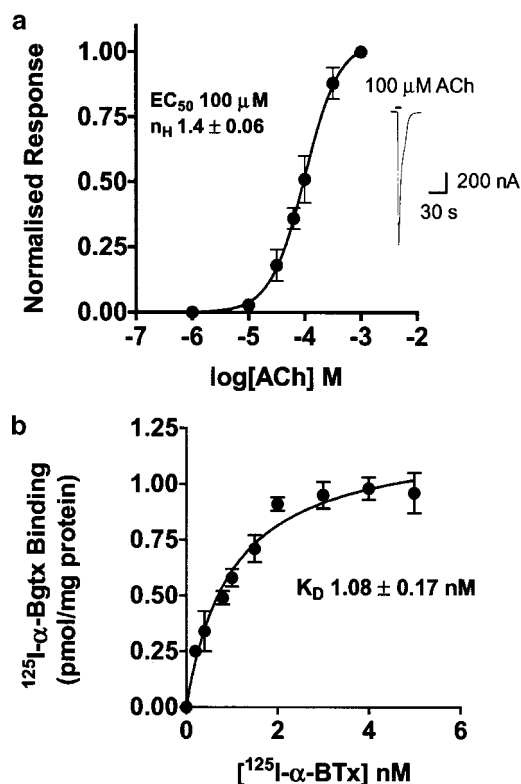 a
Normalised Response
1.00
0.75
0.50
0.25
0.00
EC50 100 μM
nH 1.4 ± 0.06
100 μM ACh
200 nA
30 s
-7 -6 -5 -4 -3 -2
log[ACh] M
b
125I-α-Bgtx Binding
(pmol/mg protein)
1.25
1.00
0.75
0.50
0.25
0.00
KD 1.08 ± 0.17 nM
0 2 4 6
[125I-α-BTx] nM